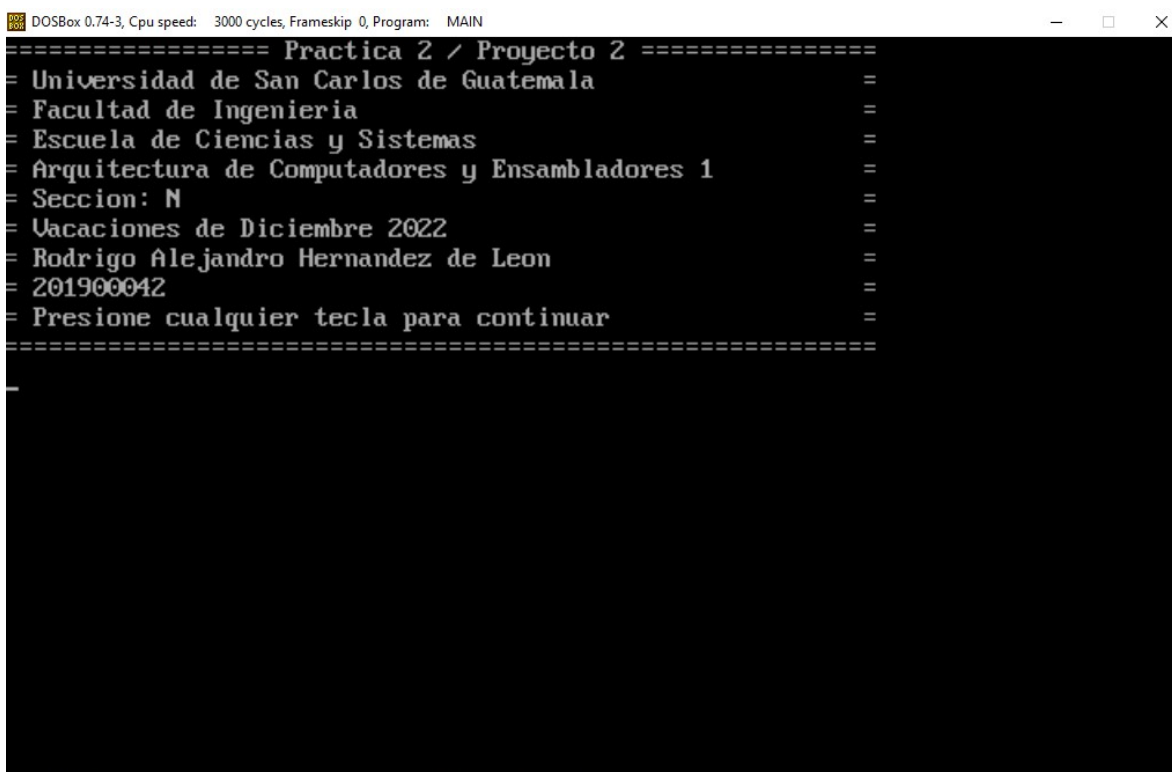 DOS
BOX
DOSBox 0.74-3, Cpu speed: 3000 cycles, Frameskip 0, Program: MAIN
================== Practica 2 / Proyecto 2 ================
= Universidad de San Carlos de Guatemala =
= Facultad de Ingenieria =
= Escuela de Ciencias y Sistemas =
= Arquitectura de Computadores y Ensambladores 1 =
= Seccion: N =
= Vacaciones de Diciembre 2022 =
= Rodrigo Alejandro Hernandez de Leon =
= 201900042 =
= Presione cualquier tecla para continuar =
===========================================================